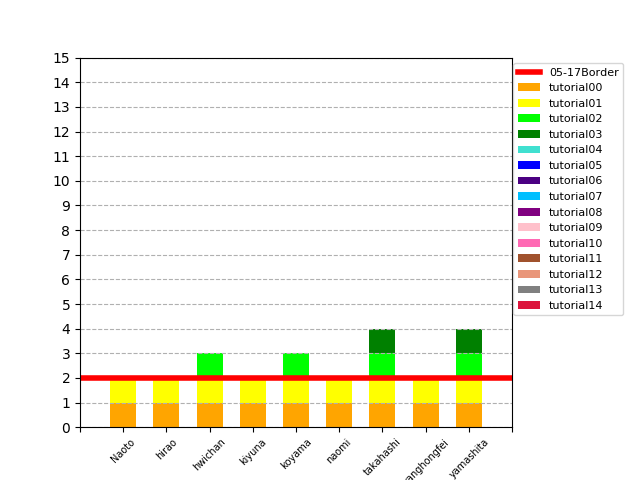 15
14
13
12
11
10
9
8
7
6
5
4
3
2
1
0
05-17Border
tutorial00
tutorial01
tutorial02
tutorial03
tutorial04
tutorial05
tutorial06
tutorial07
tutorial08
tutorial09
tutorial10
tutorial11
tutorial12
tutorial13
tutorial14
Naoto
hirao
hwichan
kiyuna
koyama
naomi
takahashi
anghongfei
yamashita